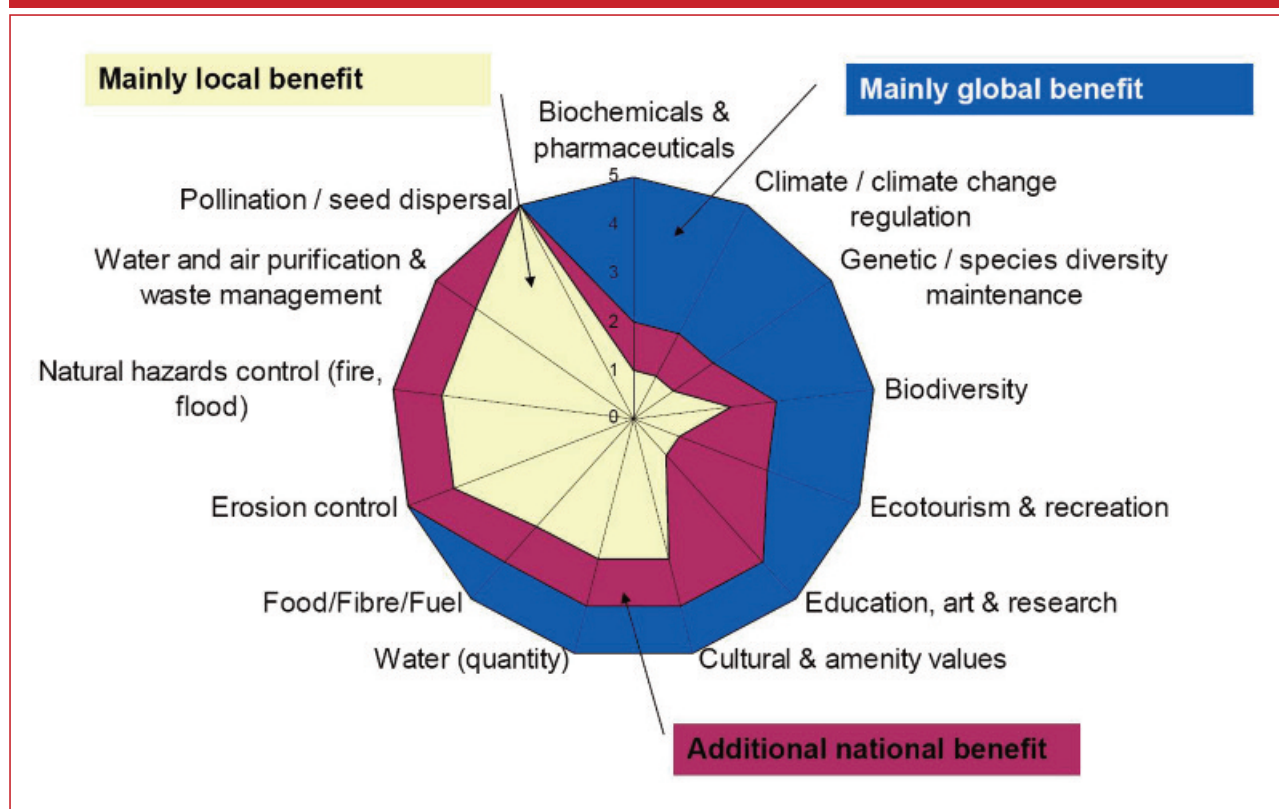 Mainly local benefit
Mainly global benefit
Biochemicals &
pharmaceuticals
Climate / climate change
regulation
Genetic / species diversity
maintenance
Biodiversity
Ecotourism & recreation
Education, art & research
Cultural & amenity values
Water (quantity)
Food/Fibre/Fuel
Erosion control
Natural hazards control (fire,
flood)
Water and air purification &
waste management
Pollination / seed dispersal
5
4
3
2
1
0
Additional national benefit